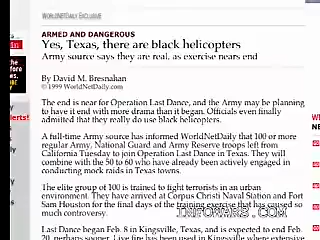 WORLDNETDAILY EXCLUSIVE
ARMED AND DANGEROUS
Yes, Texas, there are black helicopters
Army source says they are real, as exercise nears end
By David M. Bresnahan
© 1999 WorldNetDaily.com
The end is near for Operation Last Dance, and the Army may be planning
to have it end with more drama than it began. Officials even finally
admitted that they really do use black helicopters.
A full-time Army source has informed WorldNetDaily that 100 or more
regular Army, National Guard and Army Reserve troops left from
California Tuesday to join Operation Last Dance in Texas. They will
combine with the 50 to 60 who have already been actively engaged in
conducting mock raids in Texas towns.
The elite group of 160 is trained to fight terrorists in an urban
environment. They have arrived at Corpus Christi Naval Station and Fort
Sam Houston for the final days of the training exercise that has caused so
much controversy.
INFOWARS.COM
Last Dance began Feb. 8 in Kingsville, Texas, and is expected to end Feb.
20, perhaps sooner. Live fire has been used in Kingsville when extensive